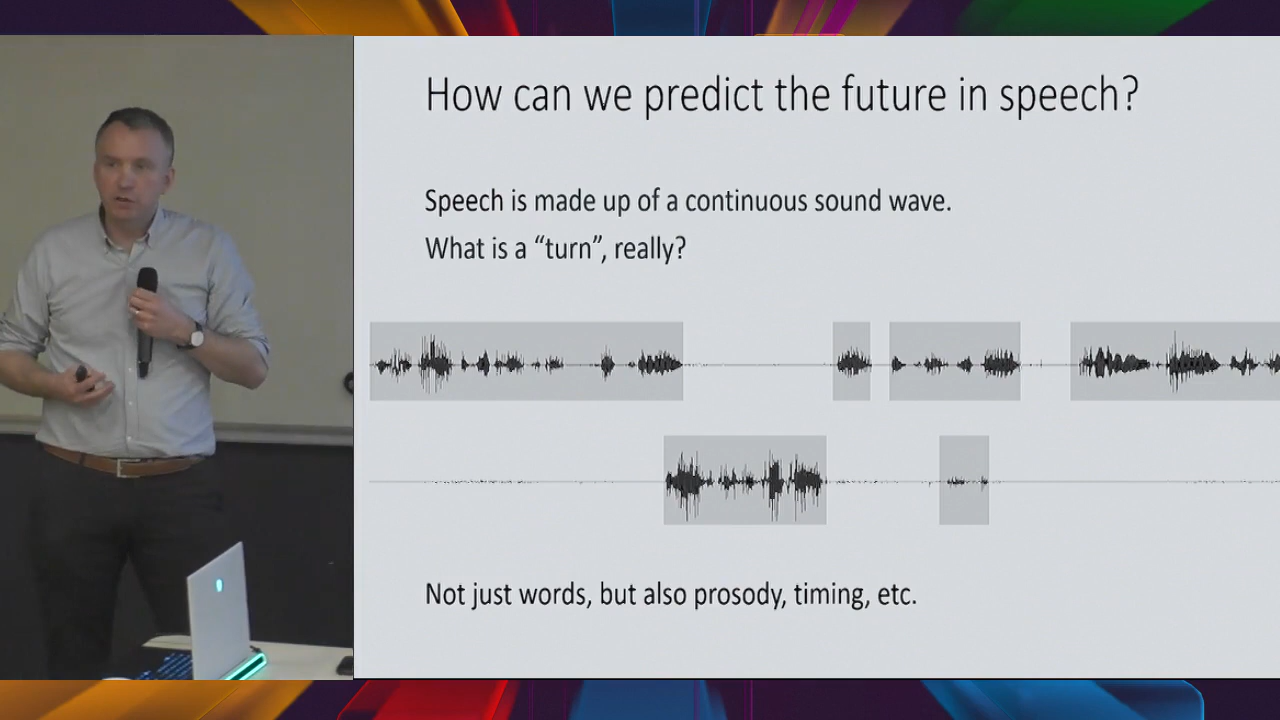 How can we predict the future in speech?
Speech is made up of a continuous sound wave.
What is a “turn”, really?
Not just words, but also prosody, timing, etc.